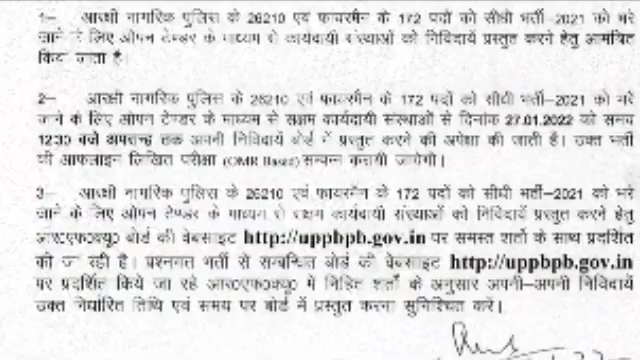 1– आरक्षी नागरिक पुलिस के 26210 एवं फायरमैन के 172 पदों को सीधी भर्ती–2021 को भरे
जाने के लिए ओपन टेण्डर के माध्यम से कार्यदायी संस्थाओं को निविदायें प्रस्तुत करने हेतु आमंत्रित
किया जाता है।
2– आरक्षी नागरिक पुलिस के 26210 एवं फायरमैन के 172 पदों को सीधी भर्ती–2021 को भरे
जाने के लिए ओपन टेण्डर के माध्यम से सक्षम कार्यदायी संस्थाओं से दिनांक 27.01.2022 को समय
12:30 बजे अपरान्ह तक अपनी निविदायें बोर्ड में प्रस्तुत करने की अपेक्षा की जाती है। उक्त भर्ती
की आफलाइन लिखित परीक्षा (OMR Based) सम्पन्न करायी जायेगी।
3– आरक्षी नागरिक पुलिस के 26210 एवं फायरमैन के 172 पदों को सीधी भर्ती–2021 को भरे
जाने के लिए ओपन टेण्डर के माध्यम से सक्षम कार्यदायी संस्थाओं को निविदायें प्रस्तुत करने हेतु
आर०एफ०क्यू० बोर्ड की वेबसाइट http://uppbpb.gov.in पर समस्त शर्तो के साथ प्रदर्शित
की जा रही है। प्रश्नगत भर्ती से सम्बन्धित बोर्ड की वेबसाइट http://uppbpb.gov.in
पर प्रदर्शित किये जा रहे आर०एफ०क्यू० में निहित शर्तो के अनुसार अपनी–अपनी निविदायें
उक्त निर्धारित तिथि एवं समय पर बोर्ड में प्रस्तुत करना सुनिश्चित करें।